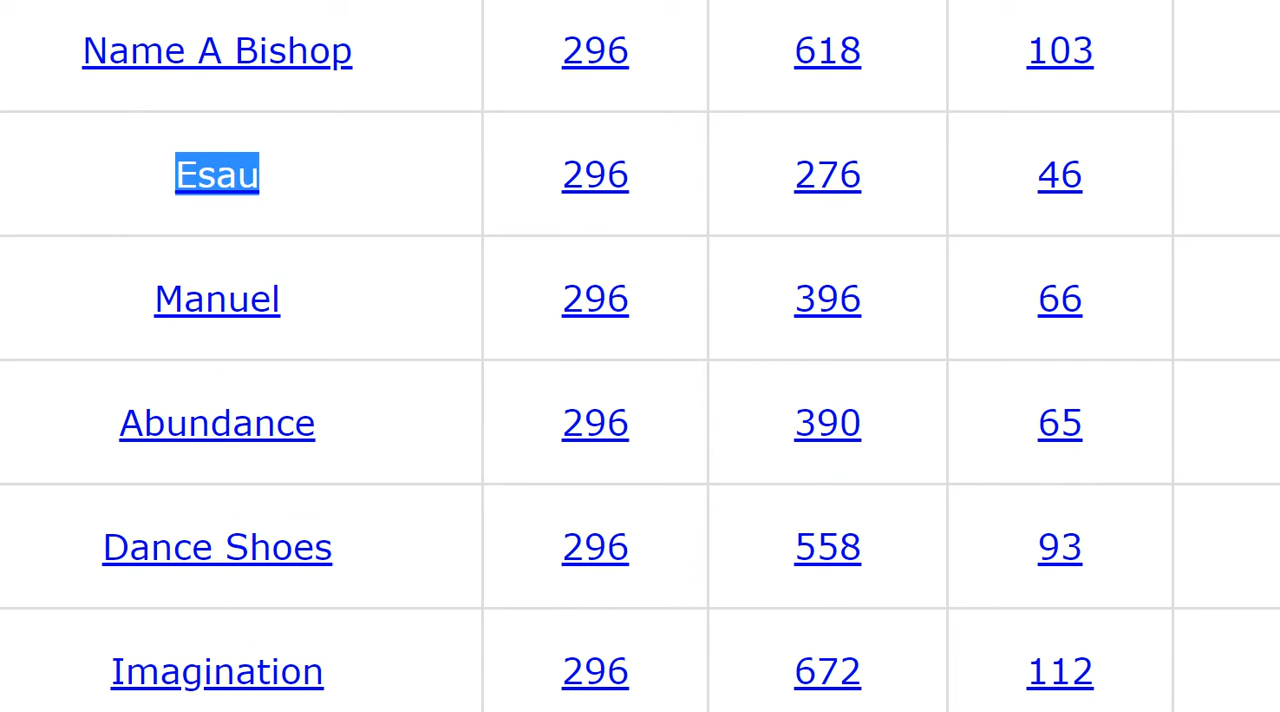 Name A Bishop 296 618 103
Esau 296 276 46
Manuel 296 396 66
Abundance 296 390 65
Dance Shoes 296 558 93
Imagination 296 672 112